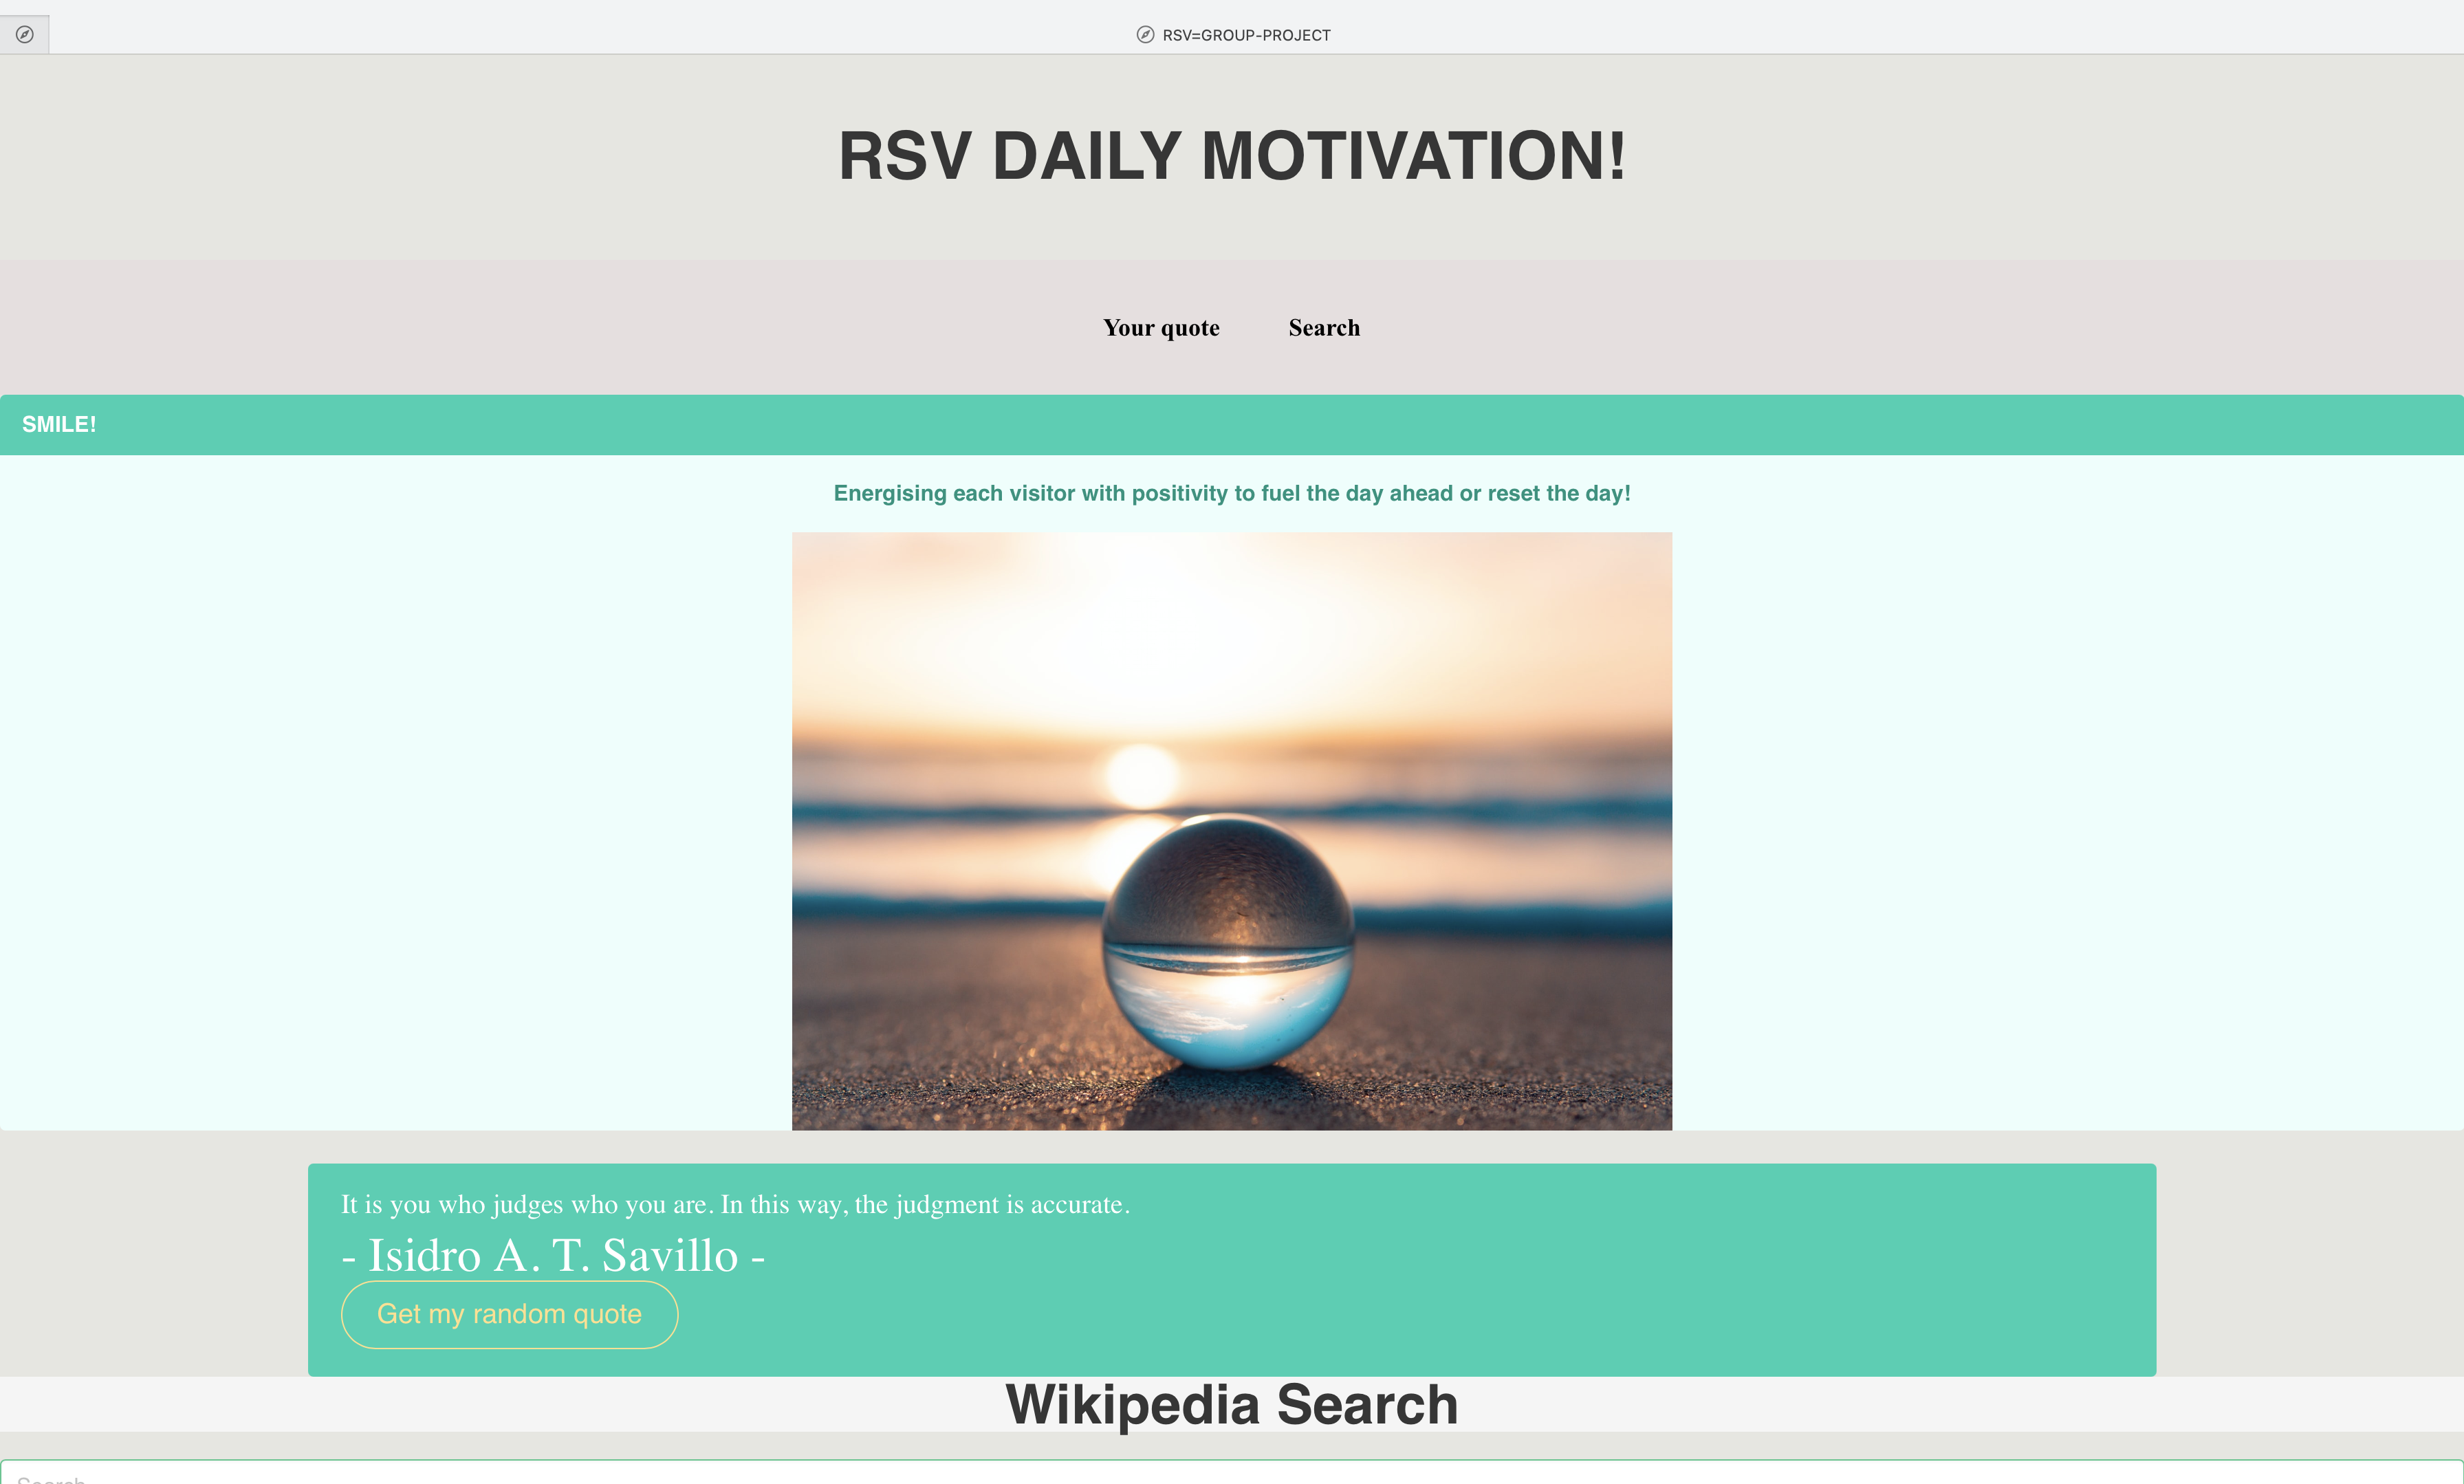 RSV=GROUP-PROJECT
RSV DAILY MOTIVATION!
Your quote Search
SMILE!
Energising each visitor with positivity to fuel the day ahead or reset the day!
It is you who judges who you are. In this way, the judgment is accurate.
- Isidro A. T. Savillo -
Get my random quote
Wikipedia Search
Search